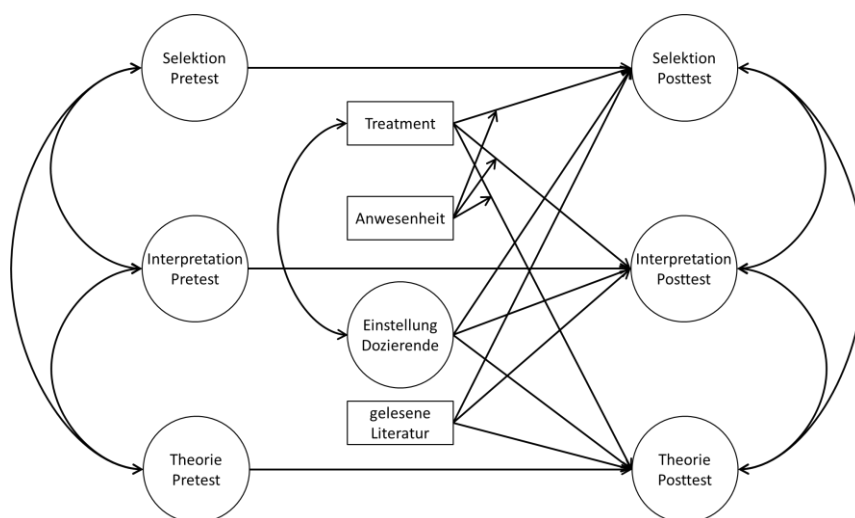 Selektion
Pretest
Selektion
Posttest
Treatment
Anwesenheit
Interpretation
Pretest
Interpretation
Posttest
Einstellung
Dozierende
gelesene
Literatur
Theorie
Pretest
Theorie
Posttest